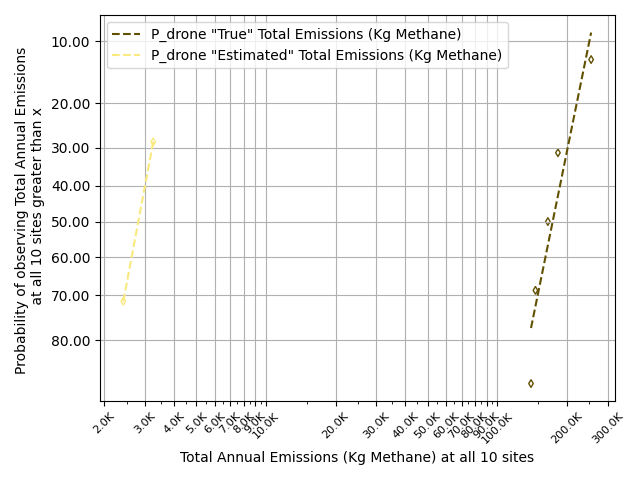 P_drone "True" Total Emissions (Kg Methane)
P_drone "Estimated" Total Emissions (Kg Methane)
Probability of observing Total Annual Emissions
at all 10 sites greater than x
10.00
20.00
30.00
40.00
50.00
60.00
70.00
80.00
2.0K 3.0K 4.0K 5.0K 6.0K 7.0K 8.0K 9.0K 10.0K 20.0K 30.0K 40.0K 50.0K 60.0K 70.0K 80.0K 90.0K 100.0K 200.0K 300.0K
Total Annual Emissions (Kg Methane) at all 10 sites